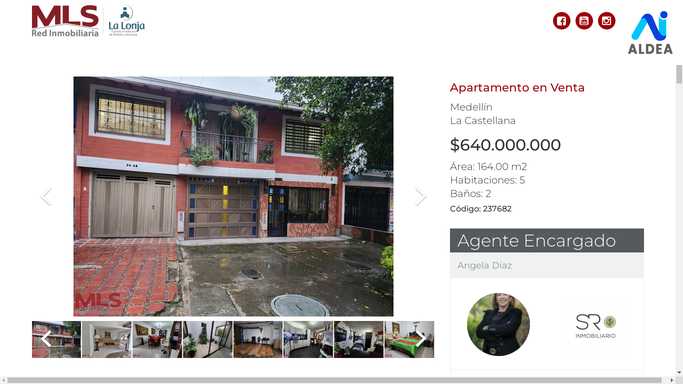 MLS
Red Inmobiliaria
La Lonja
ALDEA
Apartamento en Venta
Medellín
La Castellana
$640.000.000
Área: 164.00 m2
Habitaciones: 5
Baños: 2
Código: 237682
Agente Encargado
Angela Diaz
MLS
SR
INMOBILIARIO